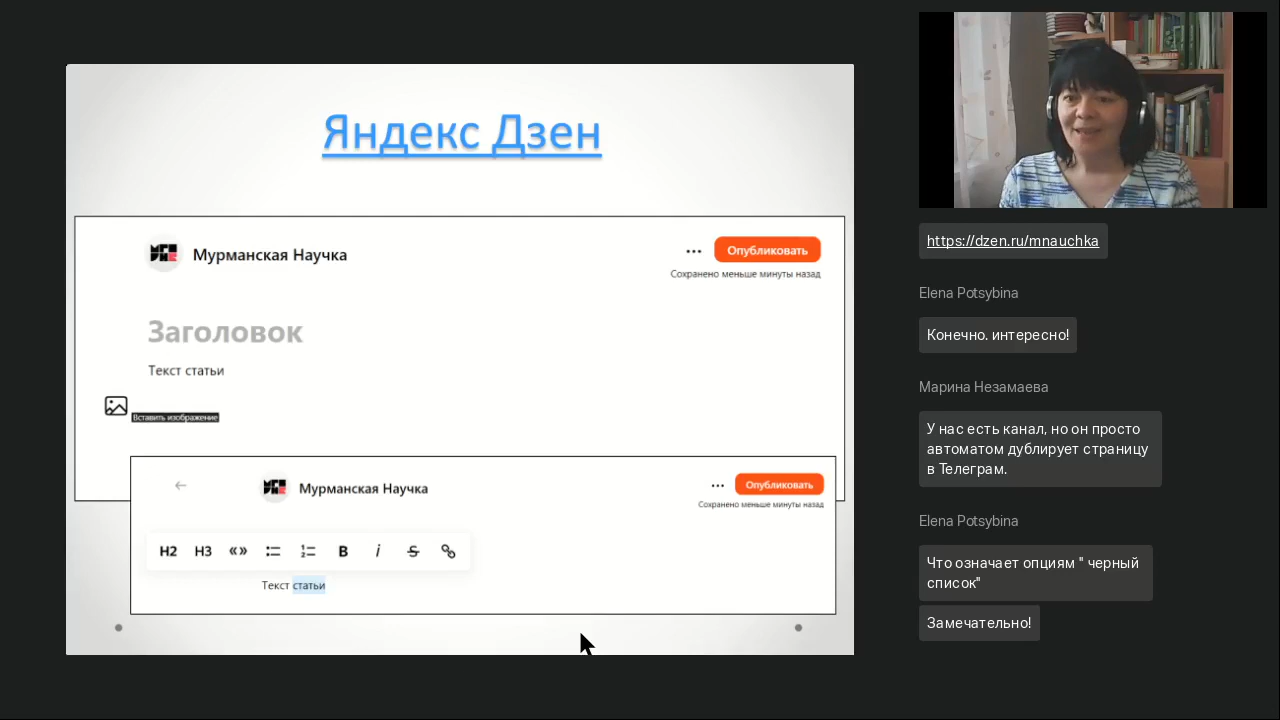 Яндекс Дзен
Мурманская Научка
Опубликовать
Сохранено меньше минуты назад
Заголовок
Текст статьи
Вставить изображение
Мурманская Научка
Опубликовать
Сохранено меньше минуты назад
H2 H3 «» B i S
Текст статьи
https://dzen.ru/mnauchka
Elena Potsybina
Конечно. интересно!
Марина Незамаева
У нас есть канал, но он просто
автоматом дублирует страницу
в Телеграм.
Elena Potsybina
Что означает опциям " черный
список"
Замечательно!